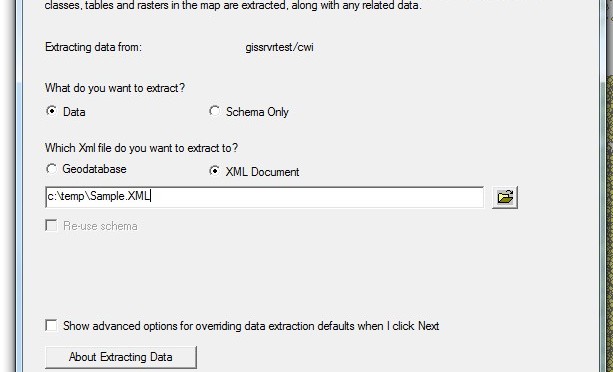 classes, tables and rasters in the map are extracted, along with any related data.
Extracting data from: gissrvrtest/cwi
What do you want to extract?
Data Schema Only
Which Xml file do you want to extract to?
Geodatabase XML Document
c:\temp\Sample.XML
Re-use schema
Show advanced options for overriding data extraction defaults when I click Next
About Extracting Data